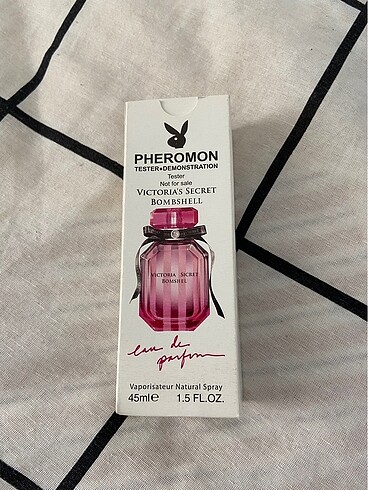 PHEROMON
TESTER•DEMONSTRATION
Tester
Not for sale
VICTORIA'S SECRET
BOMBSHELL
VICTORIA SECRET
BOMSHEL
eau de
parfum
Vaporisateur Natural Spray
45ml℮ 1.5 FL.OZ.